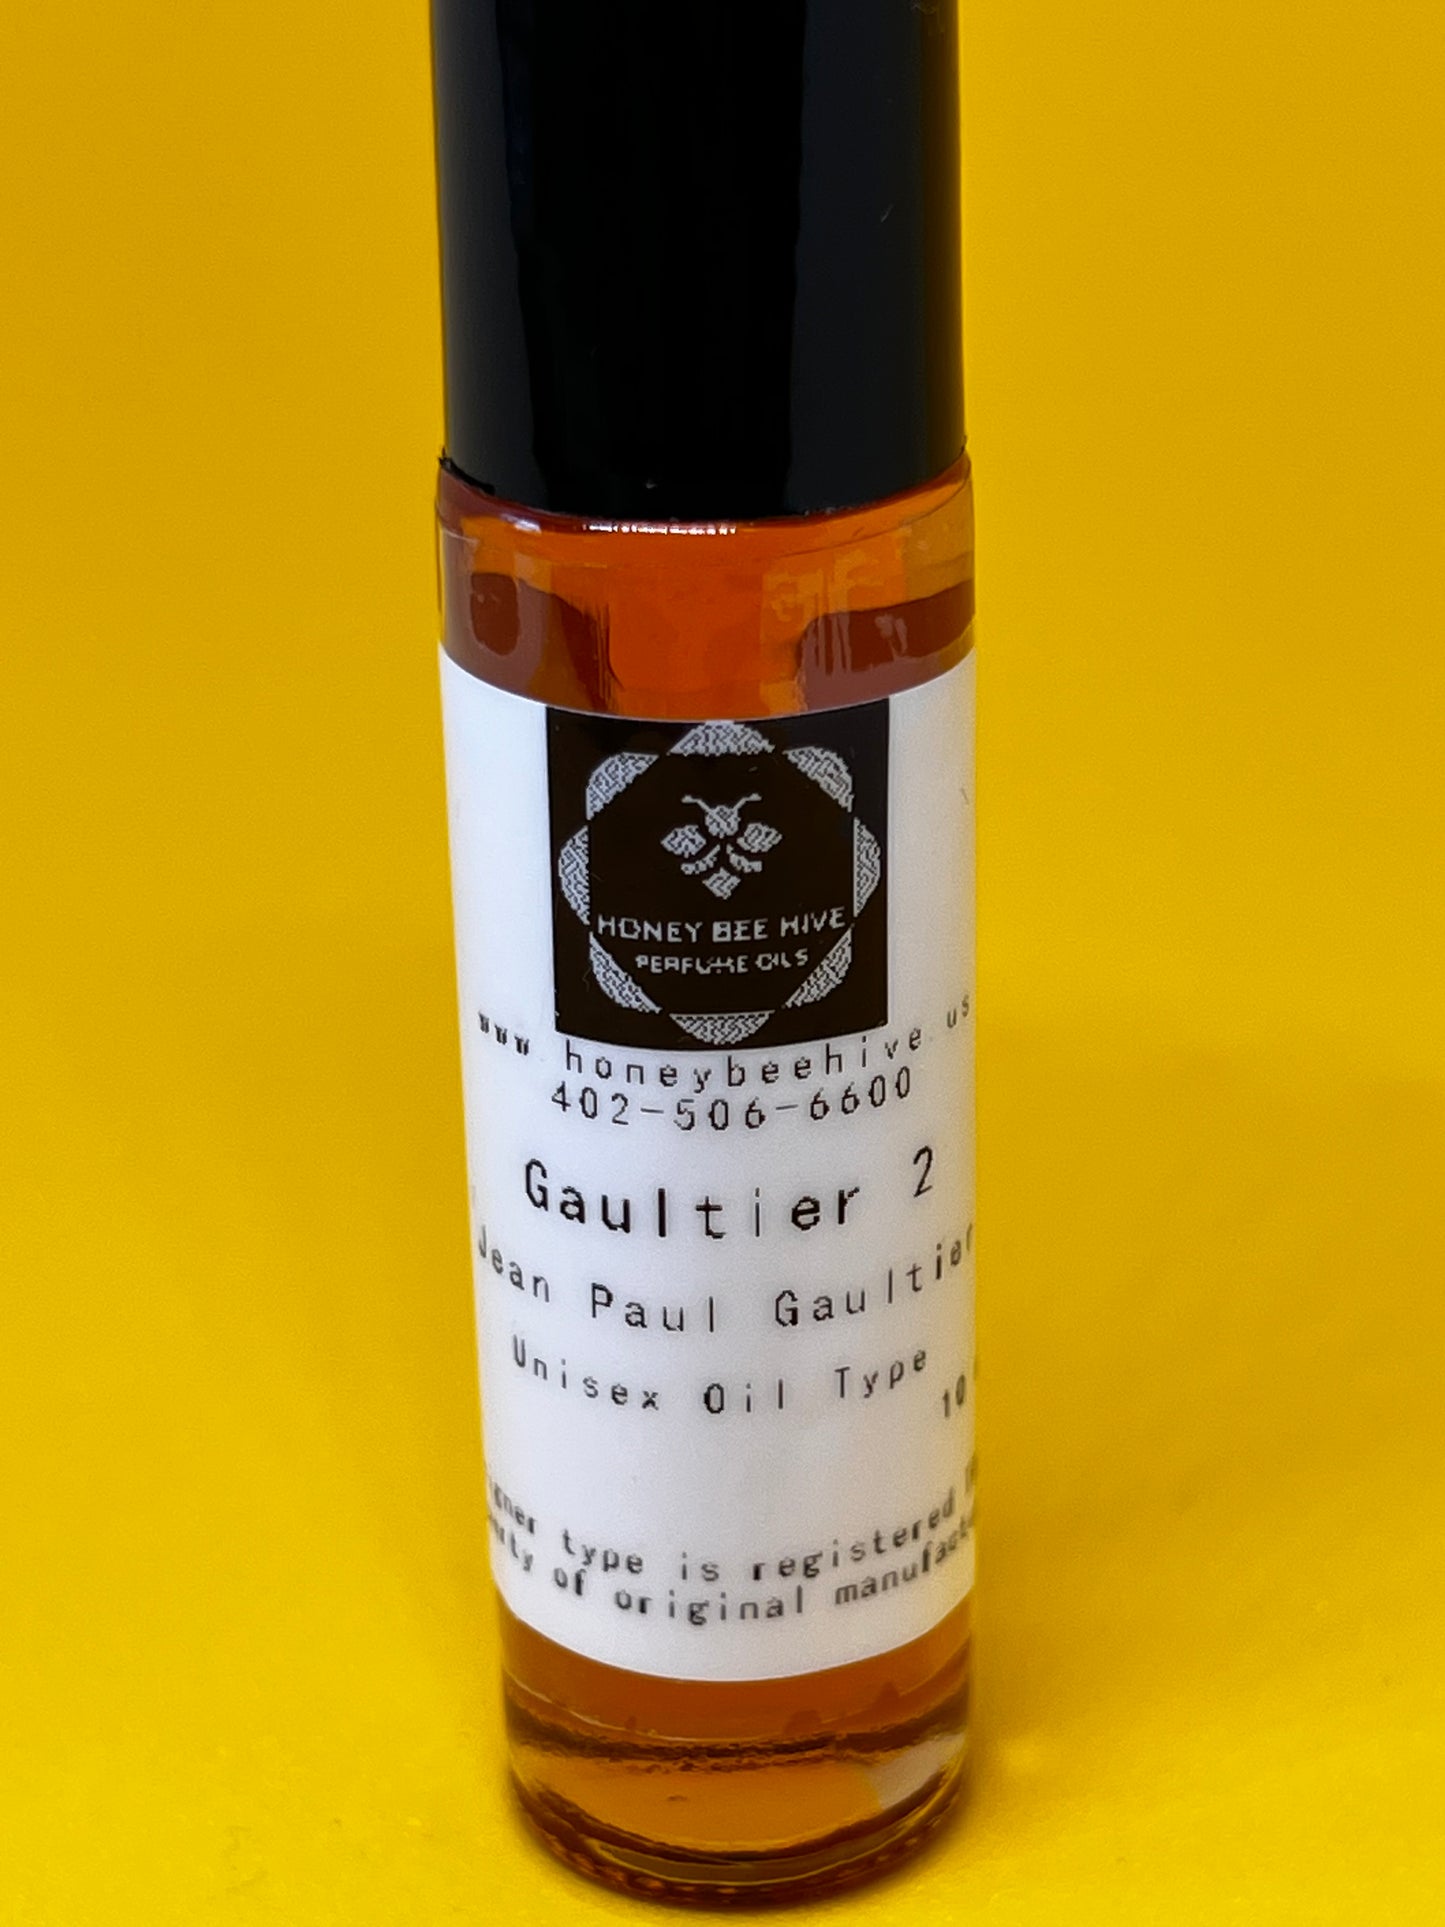 HONEY BEE HIVE
PERFUME OILS
www honeybeehive.us
402-506-6600
Gaultier 2
Jean Paul Gaultier
Unisex Oil Type
10
type is registered
of original